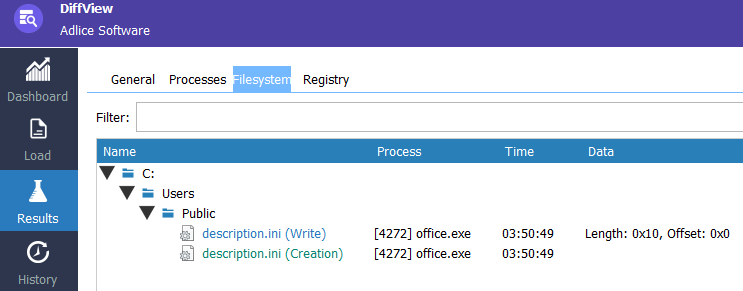 DiffView
Adlice Software
Dashboard
Load
Results
History
General Processes Filesystem Registry
Filter:
Name Process Time Data
C:
Users
Public
description.ini (Write) [4272] office.exe 03:50:49 Length: 0x10, Offset: 0x0
description.ini (Creation) [4272] office.exe 03:50:49